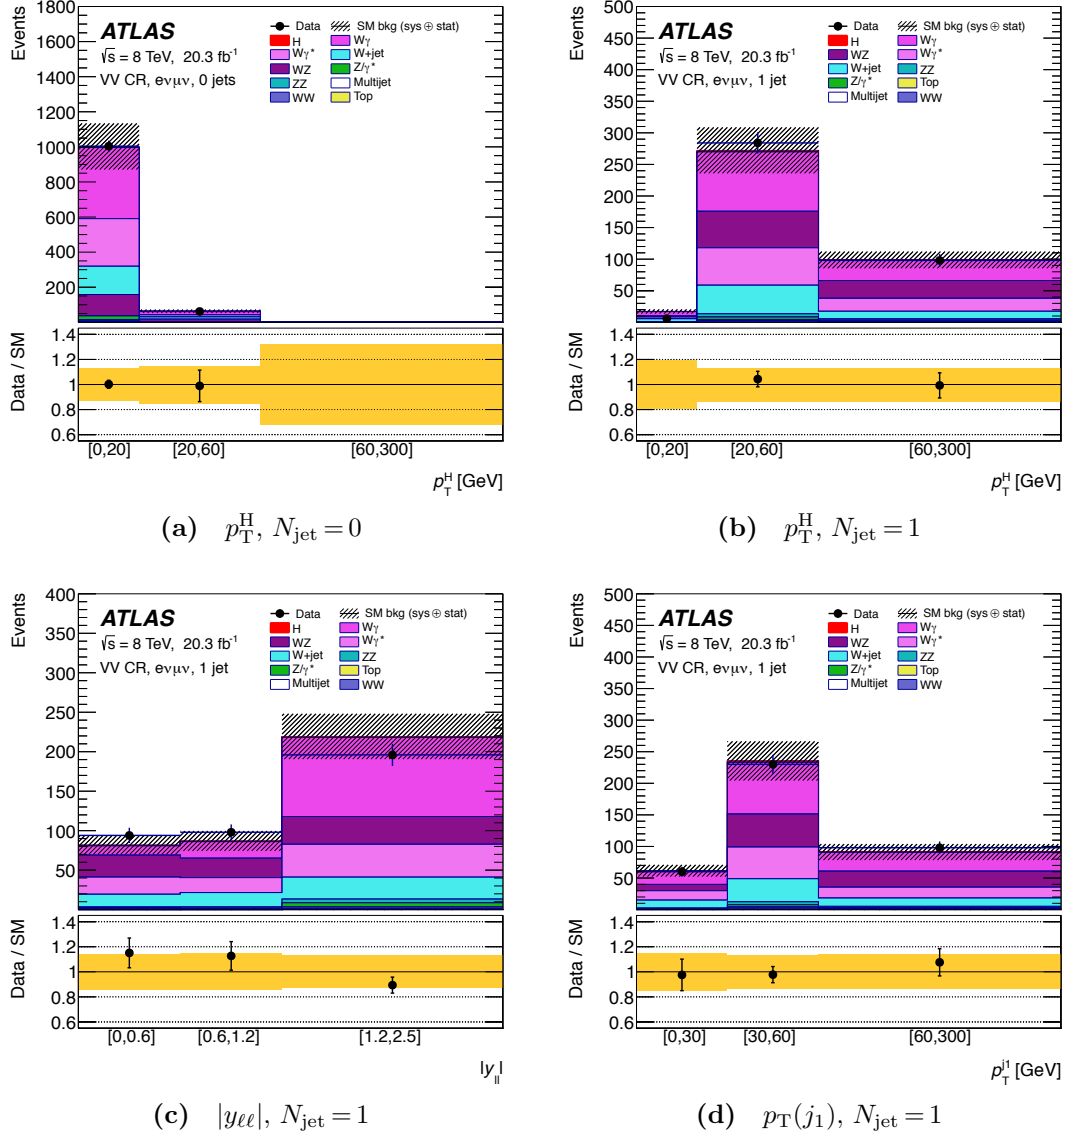 Events
1800
1600
1400
1200
1000
800
600
400
200
ATLAS
√s = 8 TeV, 20.3 fb⁻¹
VV CR, eνμν, 0 jets
Data
SM bkg (sys ⊕ stat)
H
Wγ
Wγ*
W+jet
WZ
Z/γ*
ZZ
Multijet
WW
Top
Data / SM
1.4
1.2
1
0.8
0.6
[0,20]
[20,60]
[60,300]
p_T^H [GeV]
(a) p_T^H, N_jet = 0
Events
500
450
400
350
300
250
200
150
100
50
ATLAS
√s = 8 TeV, 20.3 fb⁻¹
VV CR, eνμν, 1 jet
Data
SM bkg (sys ⊕ stat)
H
Wγ
WZ
Wγ*
W+jet
ZZ
Z/γ*
Top
Multijet
WW
Data / SM
1.4
1.2
1
0.8
0.6
[0,20]
[20,60]
[60,300]
p_T^H [GeV]
(b) p_T^H, N_jet = 1
Events
400
350
300
250
200
150
100
50
ATLAS
√s = 8 TeV, 20.3 fb⁻¹
VV CR, eνμν, 1 jet
Data
SM bkg (sys ⊕ stat)
H
Wγ
WZ
Wγ*
W+jet
ZZ
Z/γ*
Top
Multijet
WW
Data / SM
1.4
1.2
1
0.8
0.6
[0,0.6]
[0.6,1.2]
[1.2,2.5]
|y_ll|
(c) |y_ℓℓ|, N_jet = 1
Events
500
450
400
350
300
250
200
150
100
50
ATLAS
√s = 8 TeV, 20.3 fb⁻¹
VV CR, eνμν, 1 jet
Data
SM bkg (sys ⊕ stat)
H
Wγ
WZ
Wγ*
W+jet
ZZ
Z/γ*
Top
Multijet
WW
Data / SM
1.4
1.2
1
0.8
0.6
[0,30]
[30,60]
[60,300]
p_T^j1 [GeV]
(d) p_T(j_1), N_jet = 1